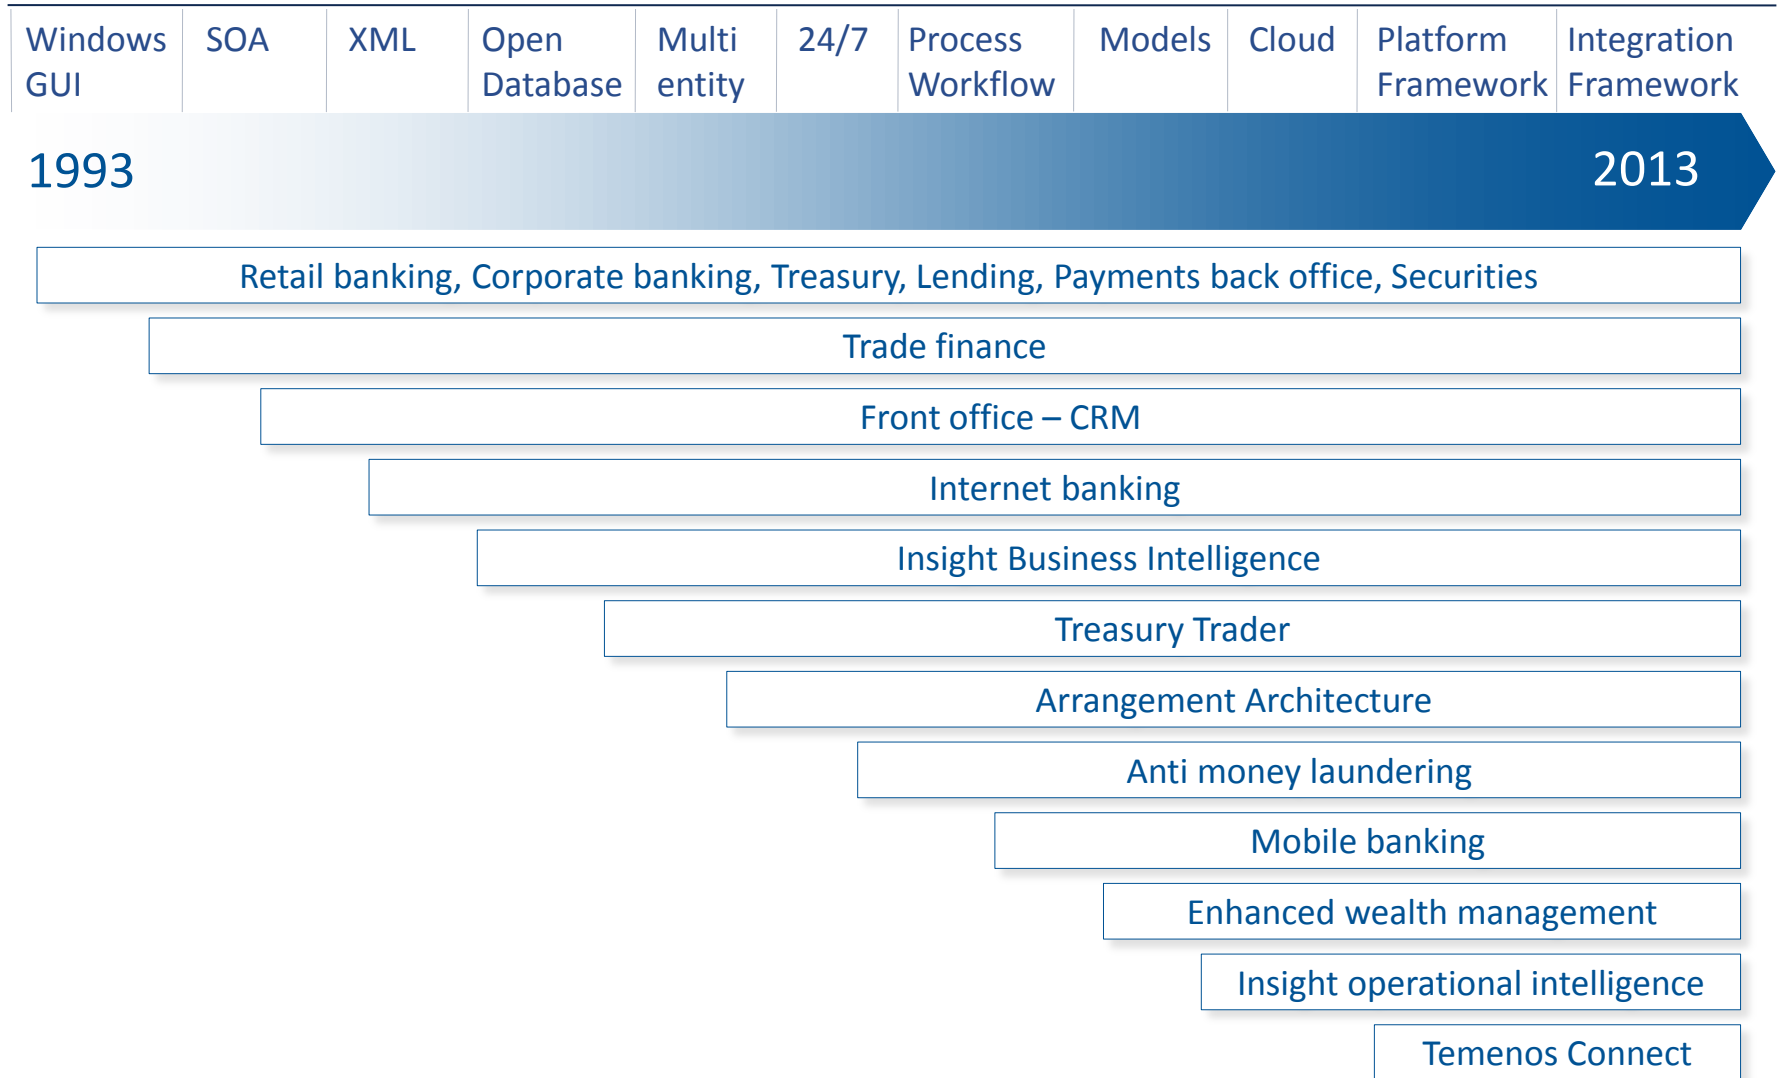 Windows GUI
SOA
XML
Open Database
Multi entity
24/7
Process Workflow
Models
Cloud
Platform Framework
Integration Framework
1993
2013
Retail banking, Corporate banking, Treasury, Lending, Payments back office, Securities
Trade finance
Front office – CRM
Internet banking
Insight Business Intelligence
Treasury Trader
Arrangement Architecture
Anti money laundering
Mobile banking
Enhanced wealth management
Insight operational intelligence
Temenos Connect